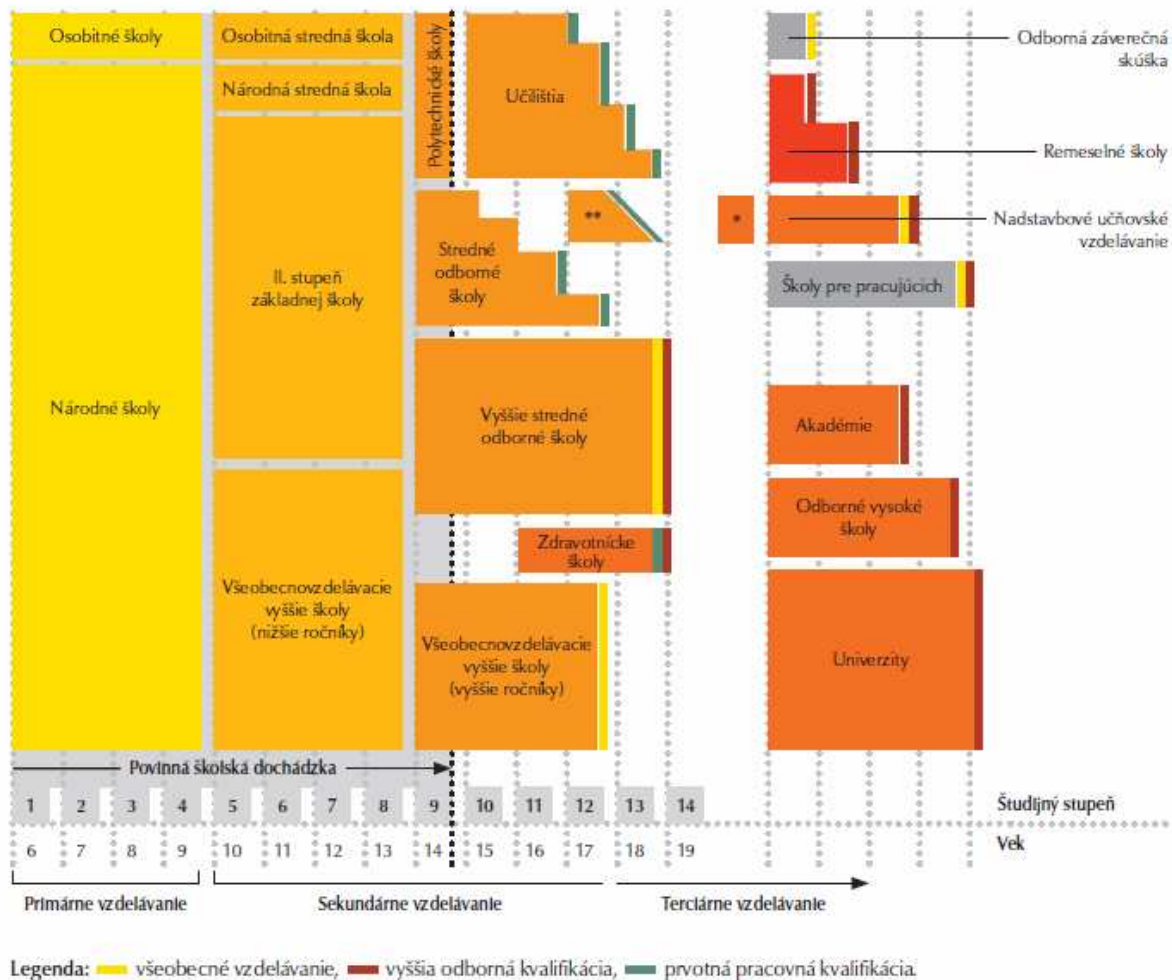 Osobitné školy
Osobitná stredná škola
Národná stredná škola
Polytechnické školy
Učilištia
Odborná záverečná
skúška
Remeselné školy
**
*
Nadstavbové učňovské
vzdelávanie
Stredné
odborné
školy
II. stupeň
základnej školy
Školy pre pracujúcich
Národné školy
Vyššie stredné
odborné školy
Akadémie
Odborné vysoké
školy
Zdravotnícke
školy
Všeobecnovzdelávacie
vyššie školy
(nižšie ročníky)
Všeobecnovzdelávacie
vyššie školy
(vyššie ročníky)
Univerzity
Povinná školská dochádzka
1 2 3 4 5 6 7 8 9 10 11 12 13 14 Študijný stupeň
6 7 8 9 10 11 12 13 14 15 16 17 18 19 Vek
Primárne vzdelávanie Sekundárne vzdelávanie Terciárne vzdelávanie
Legenda: všeobecné vzdelávanie, vyššia odborná kvalifikácia, prvotná pracovná kvalifikácia.